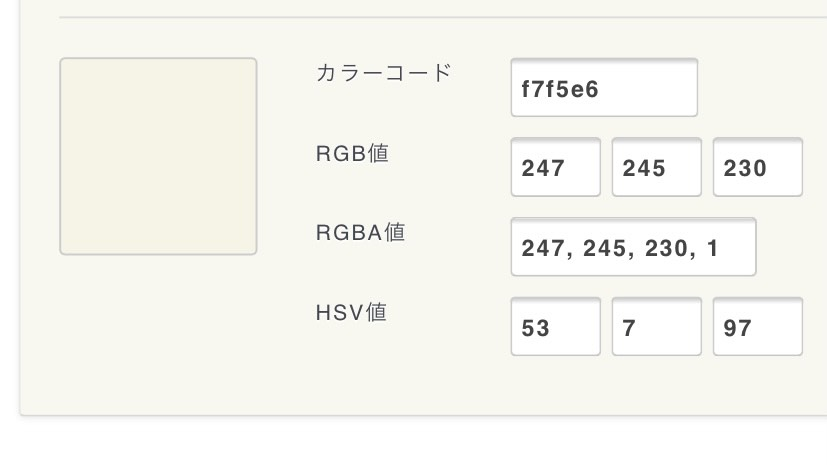 カラーコード f7f5e6
RGB値 247 245 230
RGBA値 247, 245, 230, 1
HSV値 53 7 97